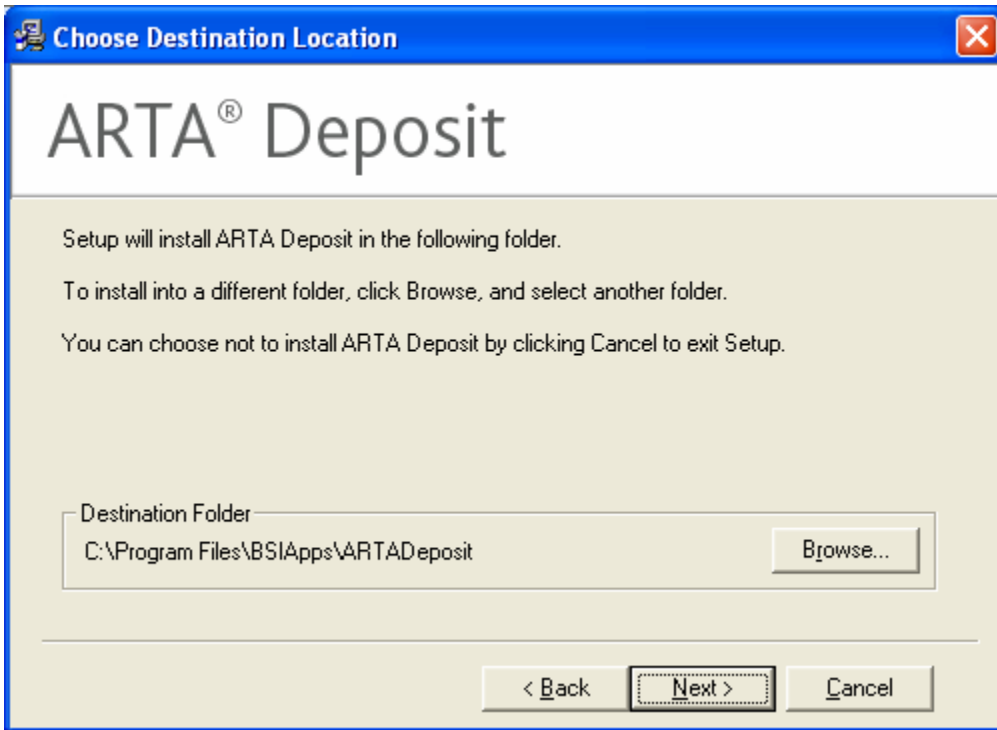 Choose Destination Location
ARTA® Deposit
Setup will install ARTA Deposit in the following folder.
To install into a different folder, click Browse, and select another folder.
You can choose not to install ARTA Deposit by clicking Cancel to exit Setup.
Destination Folder
C:\Program Files\BSIApps\ARTADeposit
Browse...
< Back Next > Cancel